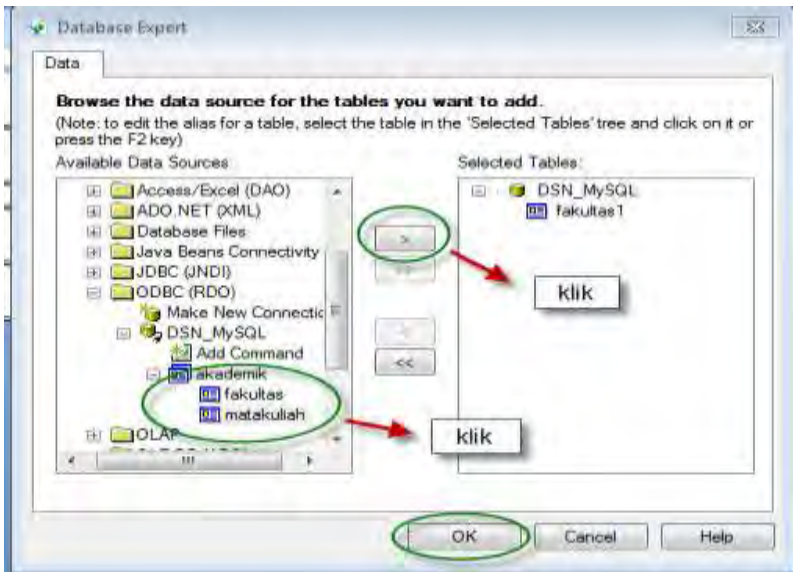 Database Expert
Data
Browse the data source for the tables you want to add.
(Note: to edit the alias for a table, select the table in the 'Selected Tables' tree and click on it or
press the F2 key)
Available Data Sources
Selected Tables:
Access/Excel (DAO)
ADO.NET (XML)
Database Files
Java Beans Connectivity
JDBC (JNDI)
ODBC (RDO)
Make New Connectic
DSN_MySQL
Add Command
akademik
fakultas
matakuliah
OLAP
>
>>
<
<<
DSN_MySQL
fakultas1
klik
klik
OK
Cancel
Help